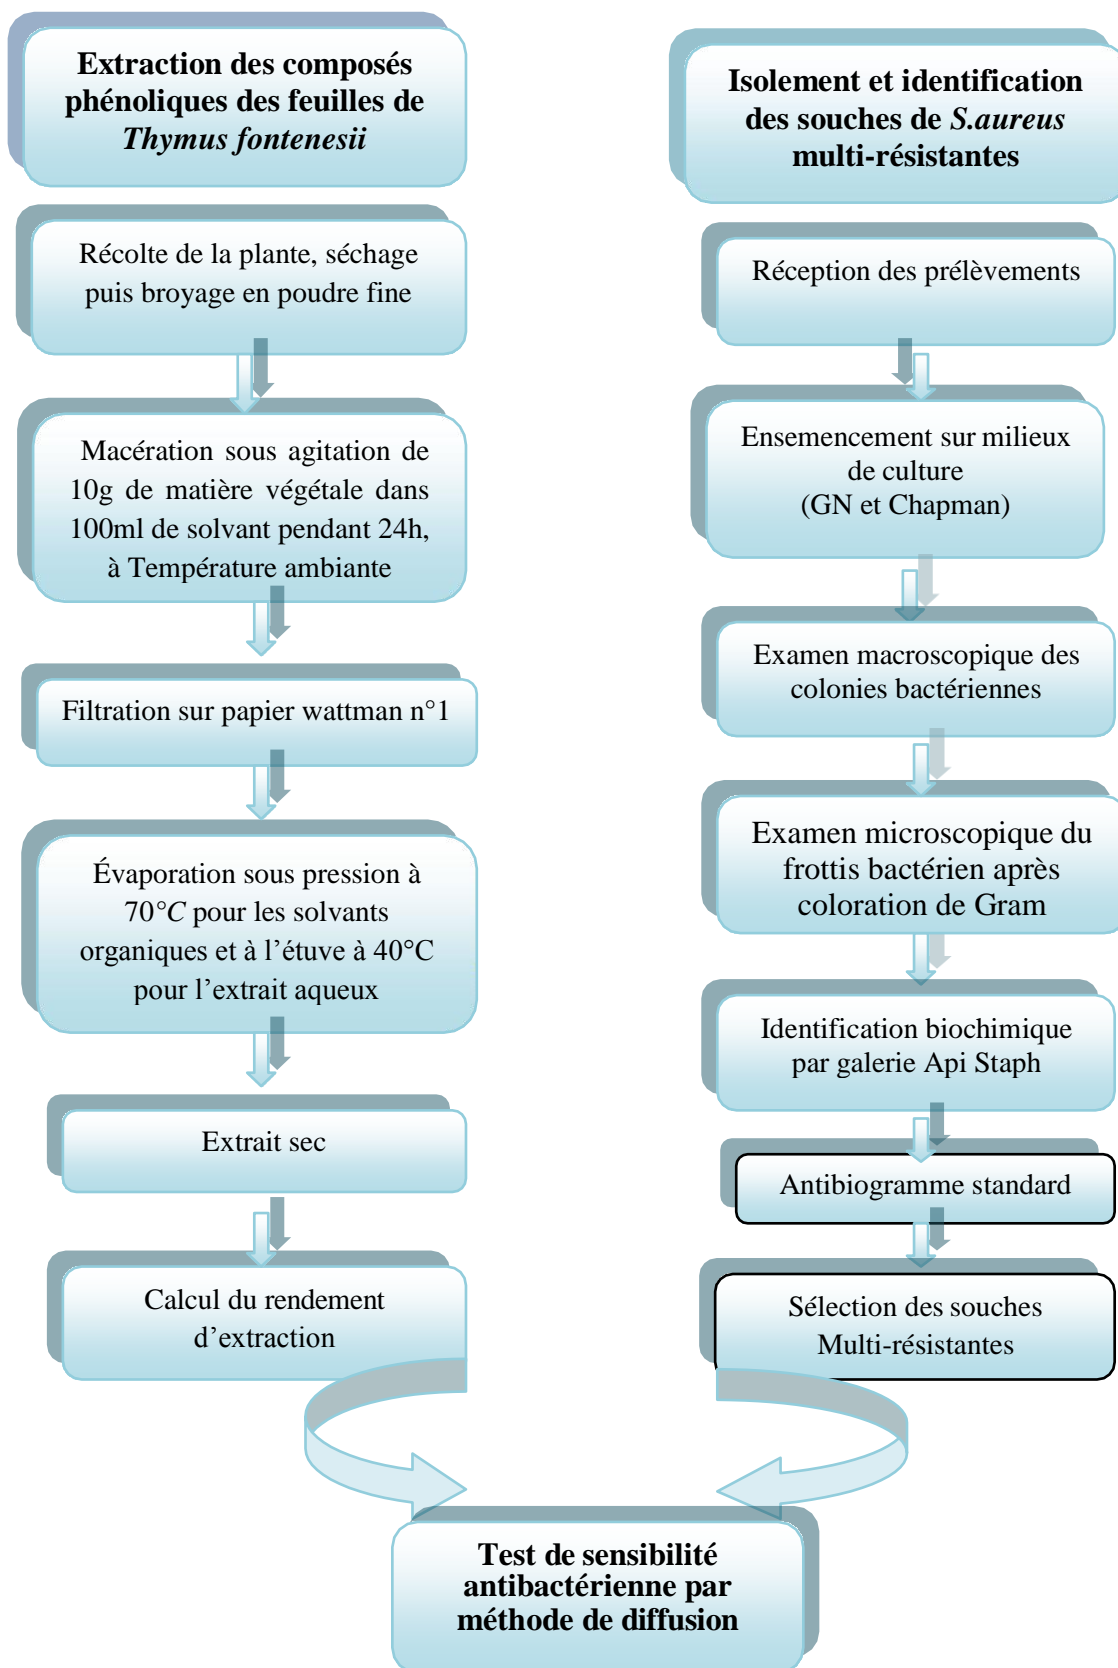 Extraction des composés
phénoliques des feuilles de
Thymus fontenesii
Récolte de la plante, séchage
puis broyage en poudre fine
Macération sous agitation de
10g de matière végétale dans
100ml de solvant pendant 24h,
à Température ambiante
Filtration sur papier wattman n°1
Évaporation sous pression à
70°C pour les solvants
organiques et à l’étuve à 40°C
pour l’extrait aqueux
Extrait sec
Calcul du rendement
d’extraction
Isolement et identification
des souches de S.aureus
multi-résistantes
Réception des prélèvements
Ensemencement sur milieux
de culture
(GN et Chapman)
Examen macroscopique des
colonies bactériennes
Examen microscopique du
frottis bactérien après
coloration de Gram
Identification biochimique
par galerie Api Staph
Antibiogramme standard
Sélection des souches
Multi-résistantes
Test de sensibilité
antibactérienne par
méthode de diffusion